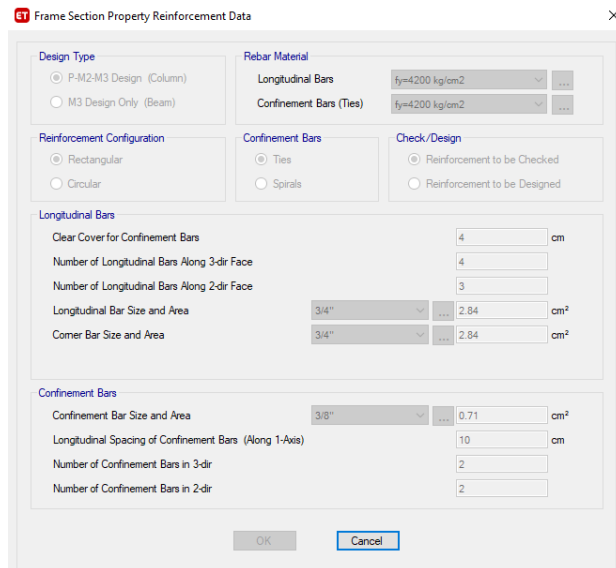 ET Frame Section Property Reinforcement Data
Design Type
P-M2-M3 Design (Column)
M3 Design Only (Beam)
Rebar Material
Longitudinal Bars fy=4200 kg/cm2 ...
Confinement Bars (Ties) fy=4200 kg/cm2 ...
Reinforcement Configuration
Rectangular
Circular
Confinement Bars
Ties
Spirals
Check/Design
Reinforcement to be Checked
Reinforcement to be Designed
Longitudinal Bars
Clear Cover for Confinement Bars 4 cm
Number of Longitudinal Bars Along 3-dir Face 4
Number of Longitudinal Bars Along 2-dir Face 3
Longitudinal Bar Size and Area 3/4" ... 2.84 cm²
Corner Bar Size and Area 3/4" ... 2.84 cm²
Confinement Bars
Confinement Bar Size and Area 3/8" ... 0.71 cm²
Longitudinal Spacing of Confinement Bars (Along 1-Axis) 10 cm
Number of Confinement Bars in 3-dir 2
Number of Confinement Bars in 2-dir 2
OK Cancel